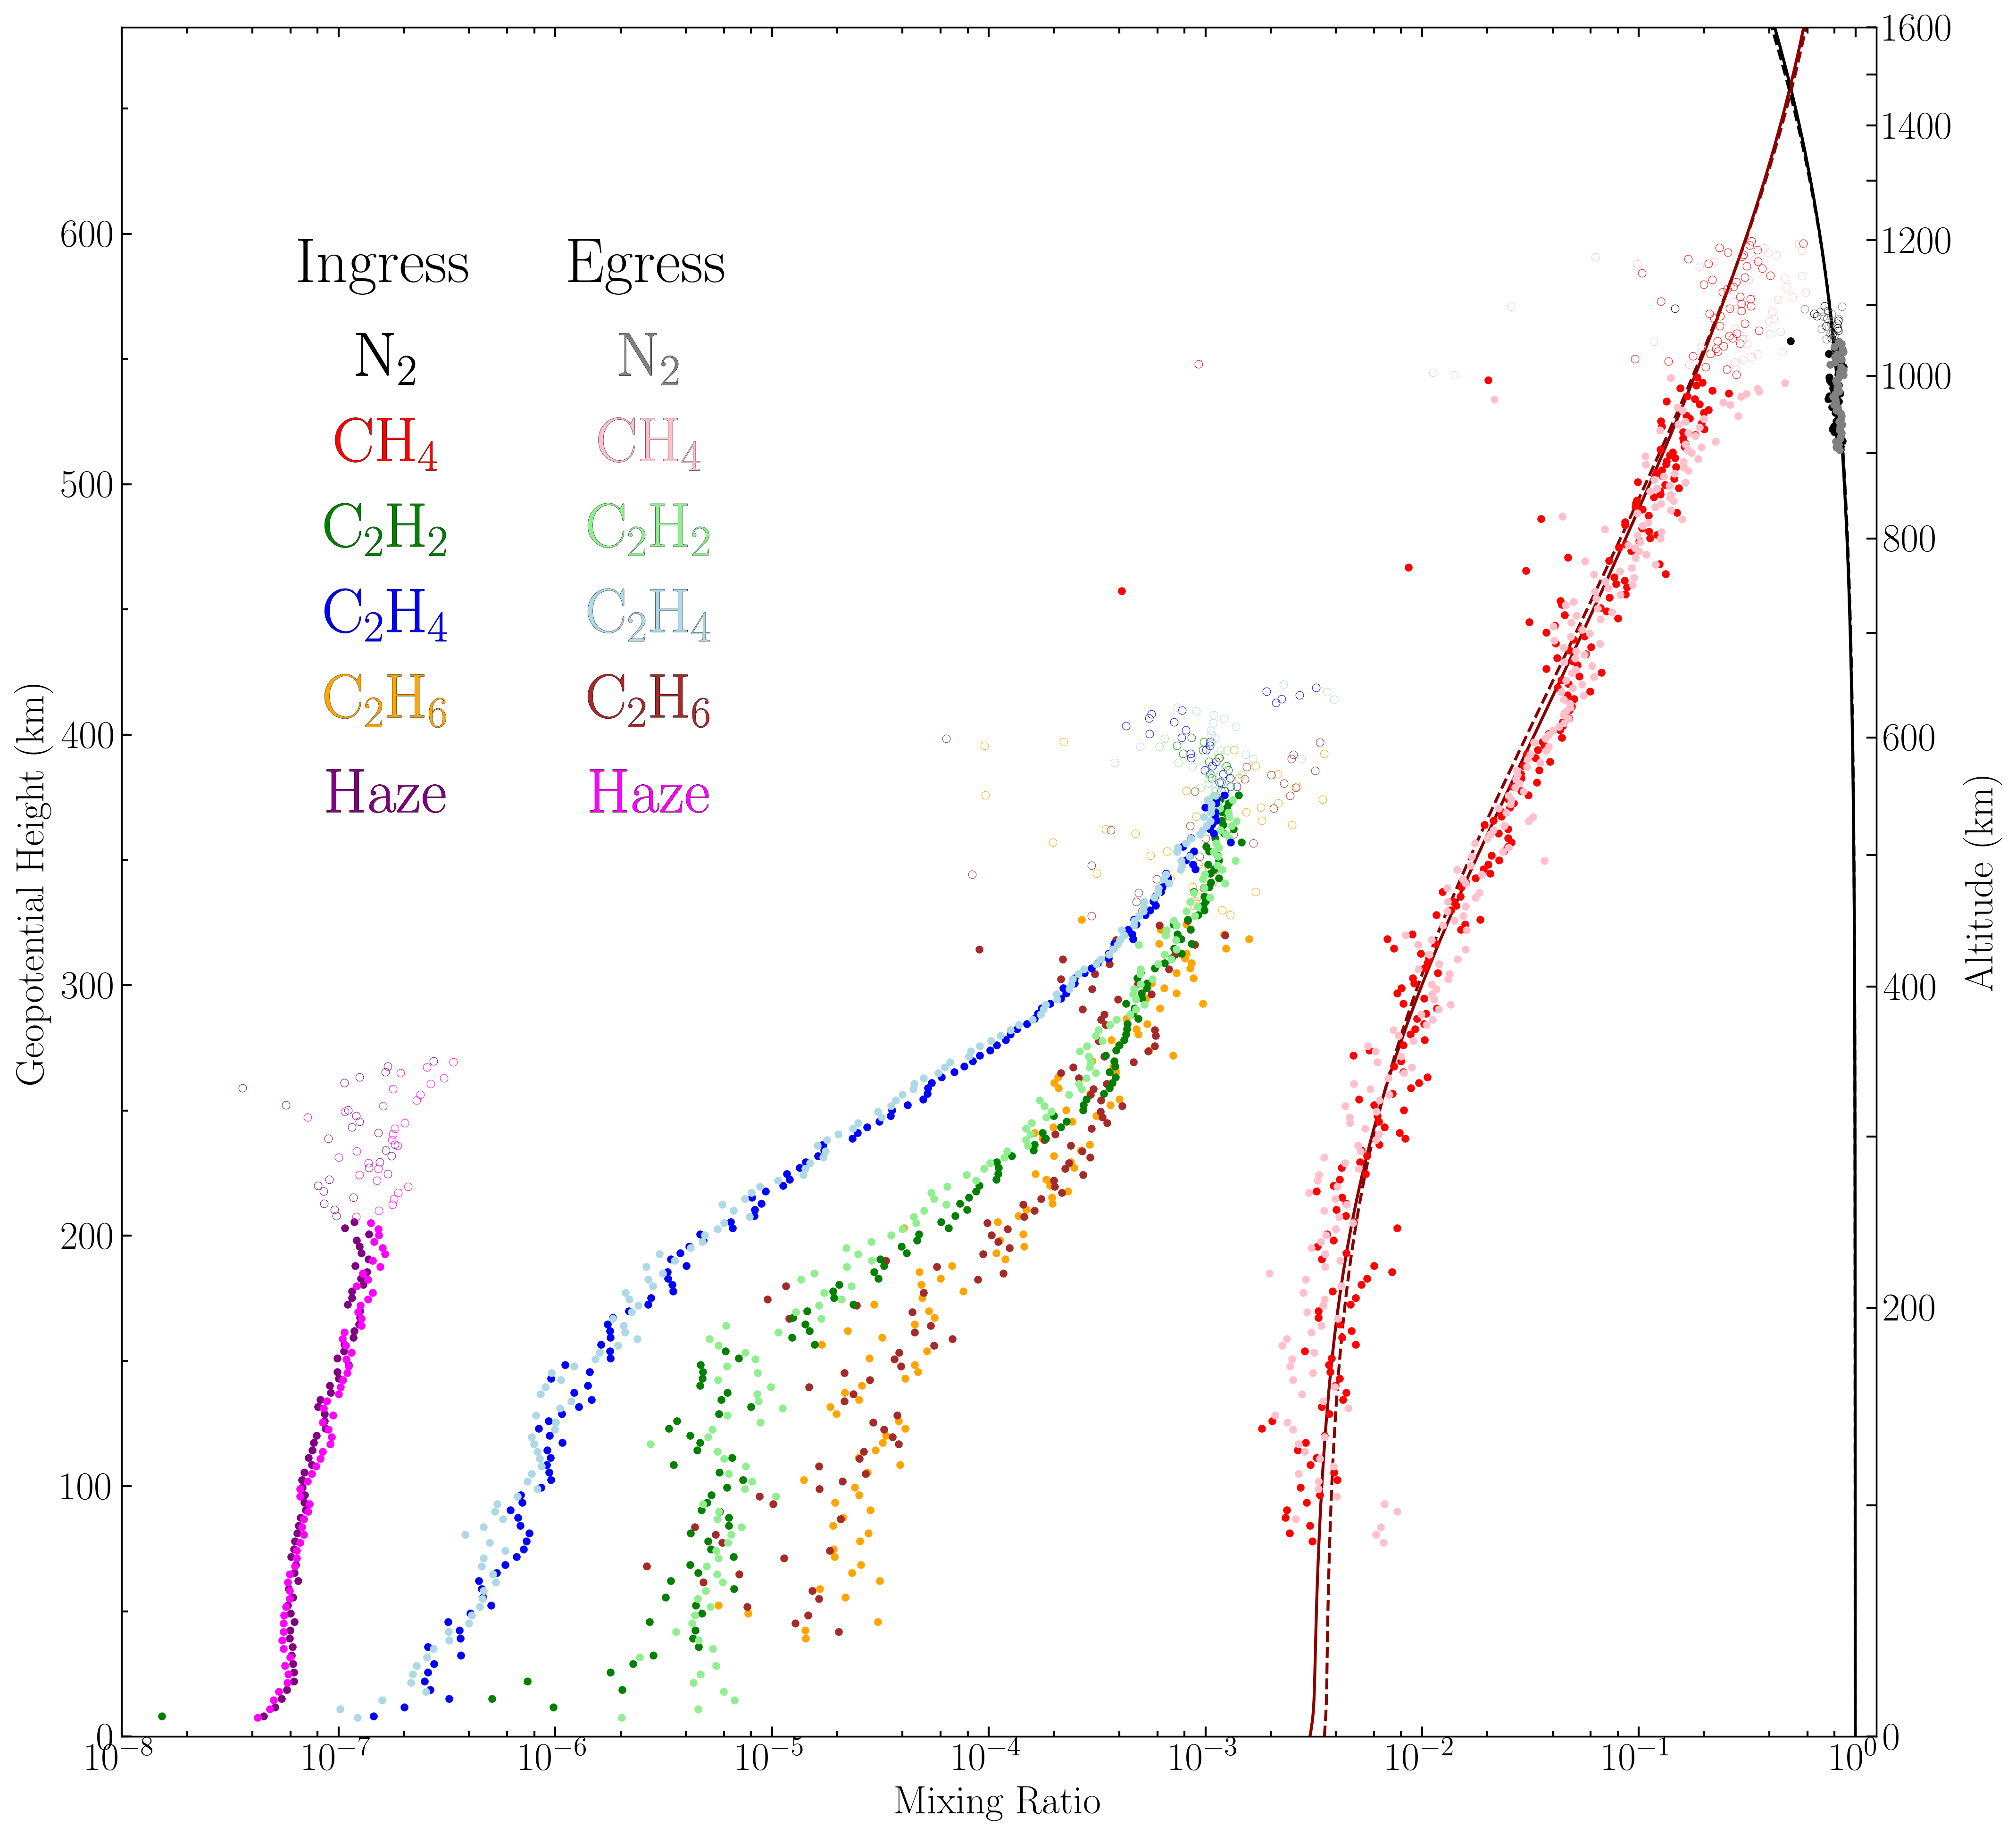 1600
1400
1200
1000
800
600
400
200
0
600
500
400
300
200
100
0
Geopotential Height (km)
Altitude (km)
Ingress Egress
N₂ N₂
CH₄ CH₄
C₂H₂ C₂H₂
C₂H₄ C₂H₄
C₂H₆ C₂H₆
Haze Haze
10⁻⁸ 10⁻⁷ 10⁻⁶ 10⁻⁵ 10⁻⁴ 10⁻³ 10⁻² 10⁻¹ 10⁰
Mixing Ratio